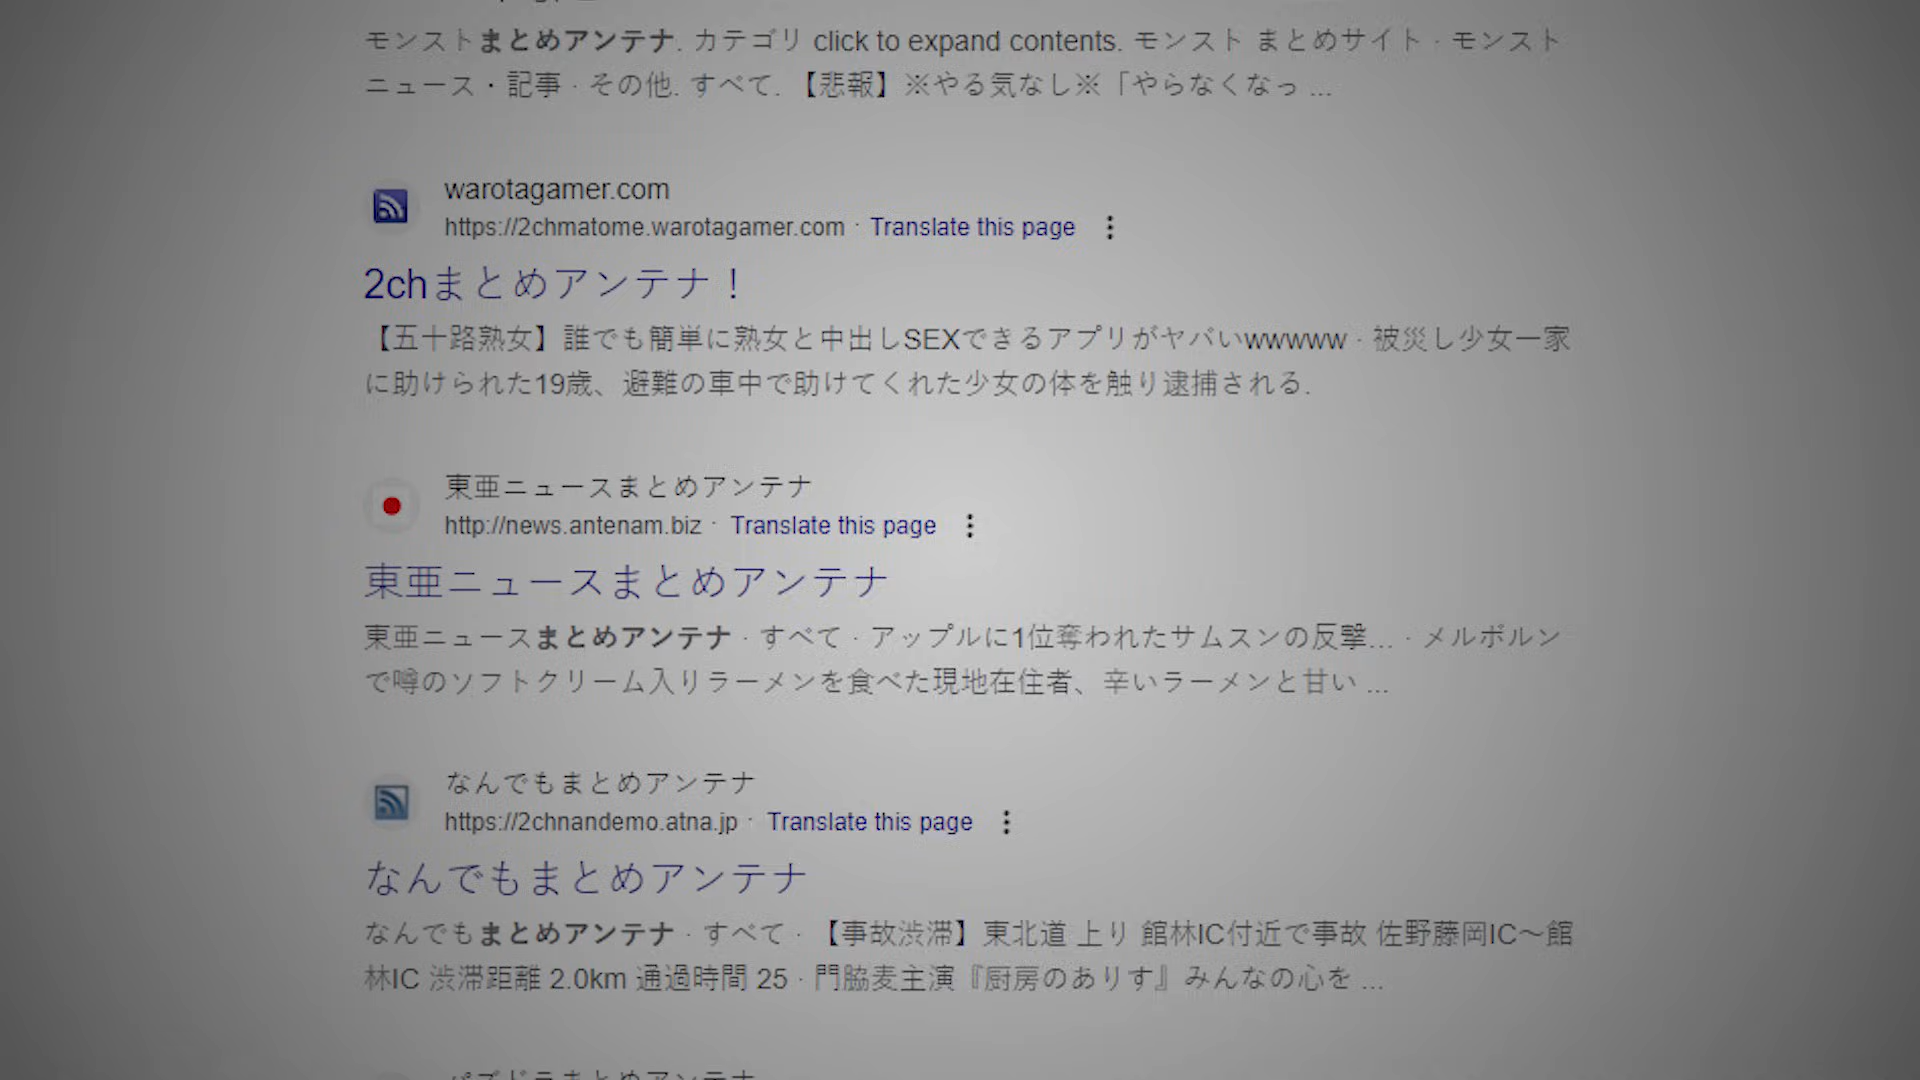 モンストまとめアンテナ. カテゴリ click to expand contents. モンスト まとめサイト · モンスト
ニュース・記事 · その他. すべて. 【悲報】※やる気なし※「やらなくなっ ...
warotagamer.com
https://2chmatome.warotagamer.com · Translate this page
2chまとめアンテナ！
【五十路熟女】誰でも簡単に熟女と中出しSEXできるアプリがヤバいwwwww · 被災し少女一家
に助けられた19歳、避難の車中で助けてくれた少女の体を触り逮捕される.
東亜ニュースまとめアンテナ
http://news.antenam.biz · Translate this page
東亜ニュースまとめアンテナ
東亜ニュースまとめアンテナ · すべて · アップルに1位奪われたサムスンの反撃... · メルボルン
で噂のソフトクリーム入りラーメンを食べた現地在住者、辛いラーメンと甘い ...
なんでもまとめアンテナ
https://2chnandemo.atna.jp · Translate this page
なんでもまとめアンテナ
なんでもまとめアンテナ · すべて · 【事故渋滞】東北道 上り 館林IC付近で事故 佐野藤岡IC〜館
林IC 渋滞距離 2.0km 通過時間 25 · 門脇麦主演『厨房のありす』みんなの心を ...